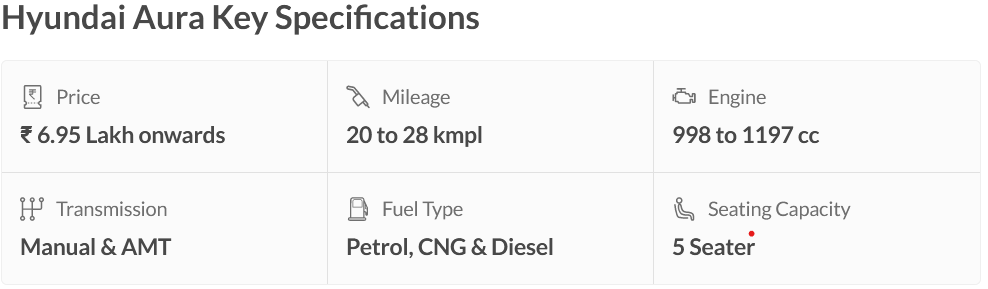 Hyundai Aura Key Specifications
Price
₹ 6.95 Lakh onwards
Mileage
20 to 28 kmpl
Engine
998 to 1197 cc
Transmission
Manual & AMT
Fuel Type
Petrol, CNG & Diesel
Seating Capacity
5 Seater